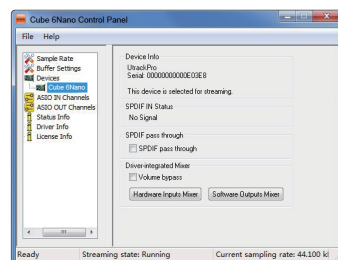 Cube 6Nano Control Panel
File Help
Sample Rate
Buffer Settings
Devices
Cube 6Nano
ASIO IN Channels
ASIO OUT Channels
Status Info
Driver Info
License Info
Device Info
UtrackPro
Serial: 00000000000E03E8
This device is selected for streaming.
SPDIF IN Status
No Signal
SPDIF pass through
SPDIF pass through
Driver-integrated Mixer
Volume bypass
Hardware Inputs Mixer Software Outputs Mixer
Ready Streaming state: Running Current sampling rate: 44.100 kl